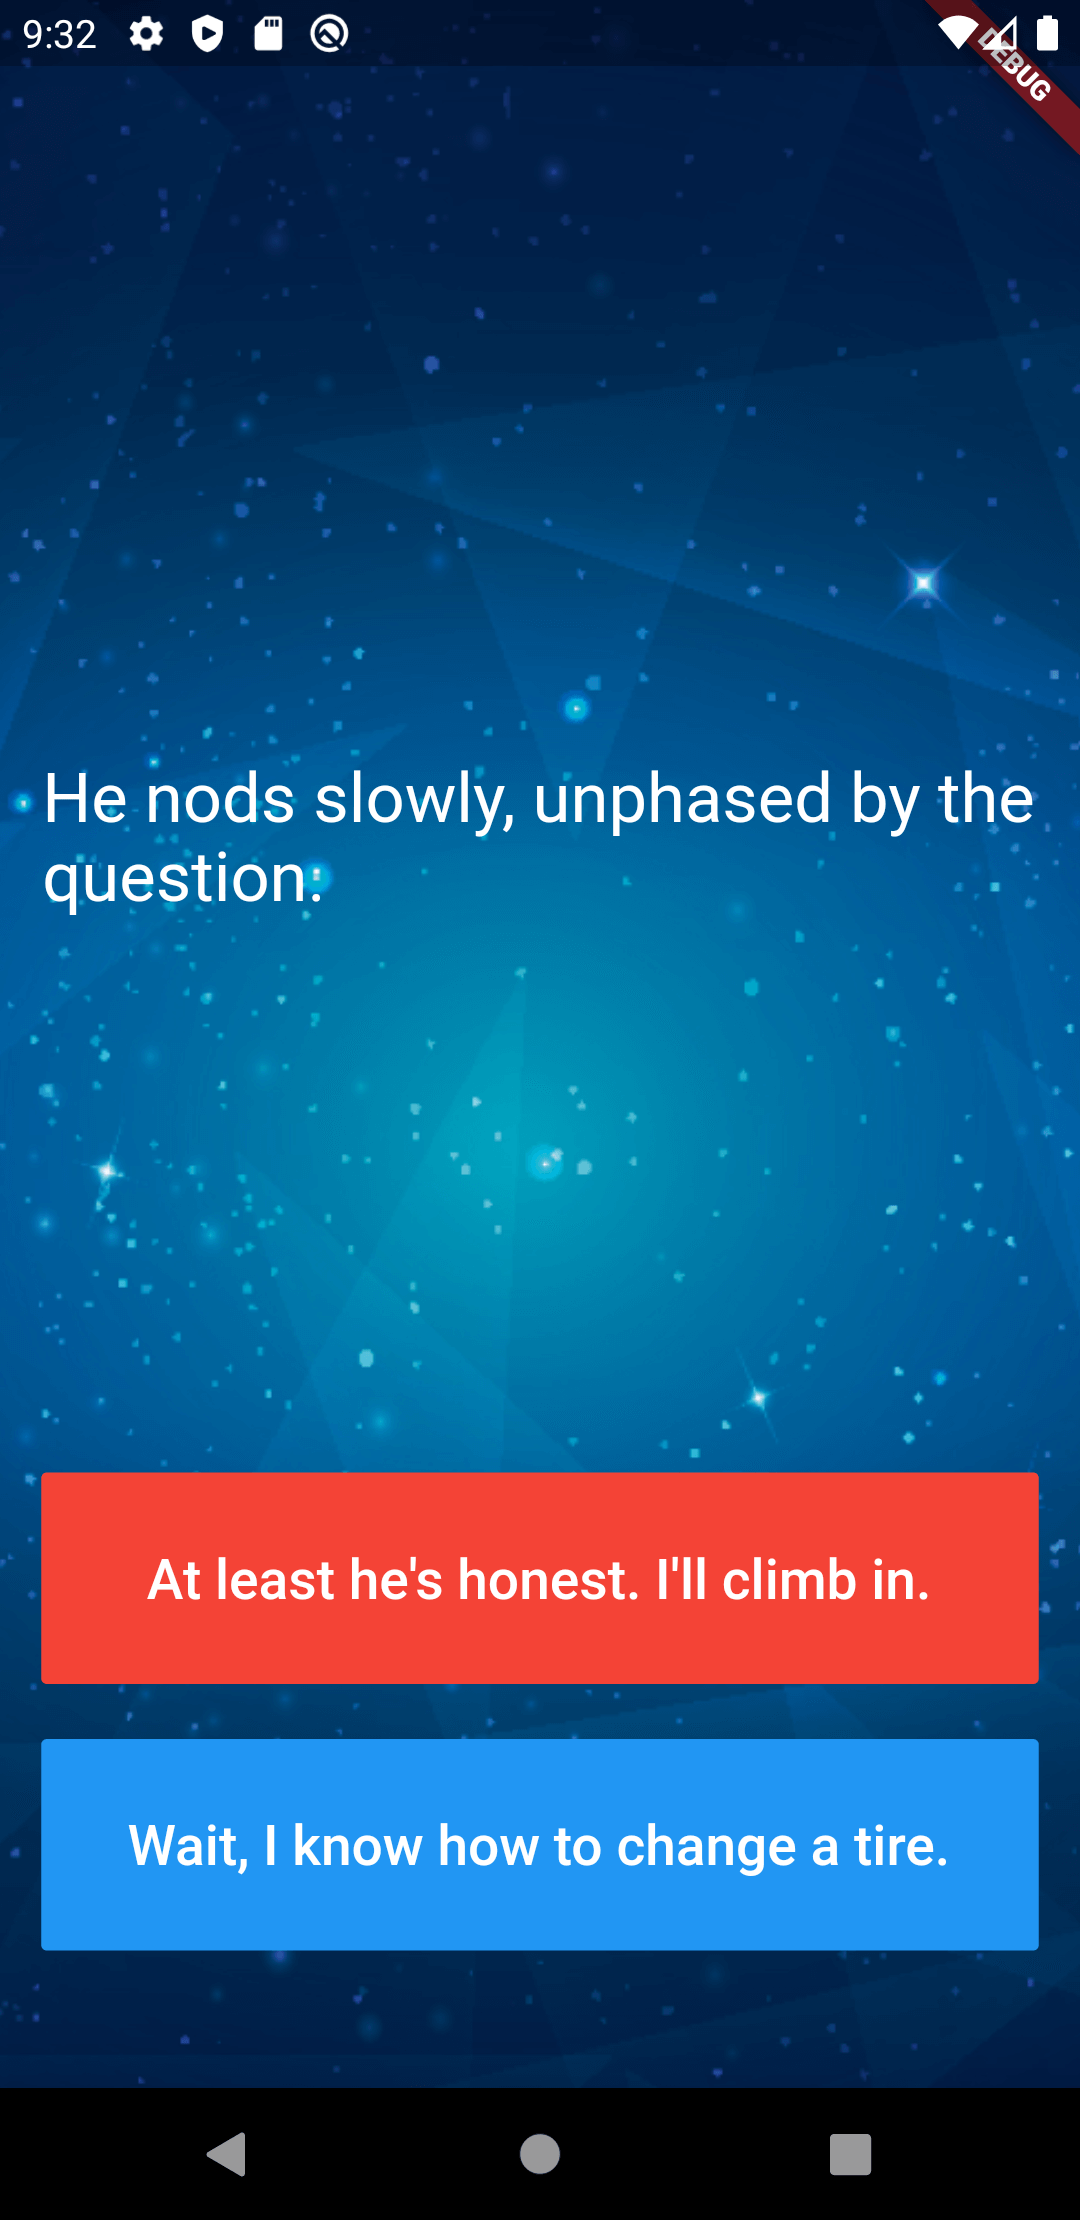 9:32
DEBUG
He nods slowly, unphased by the
question.
At least he's honest. I'll climb in.
Wait, I know how to change a tire.